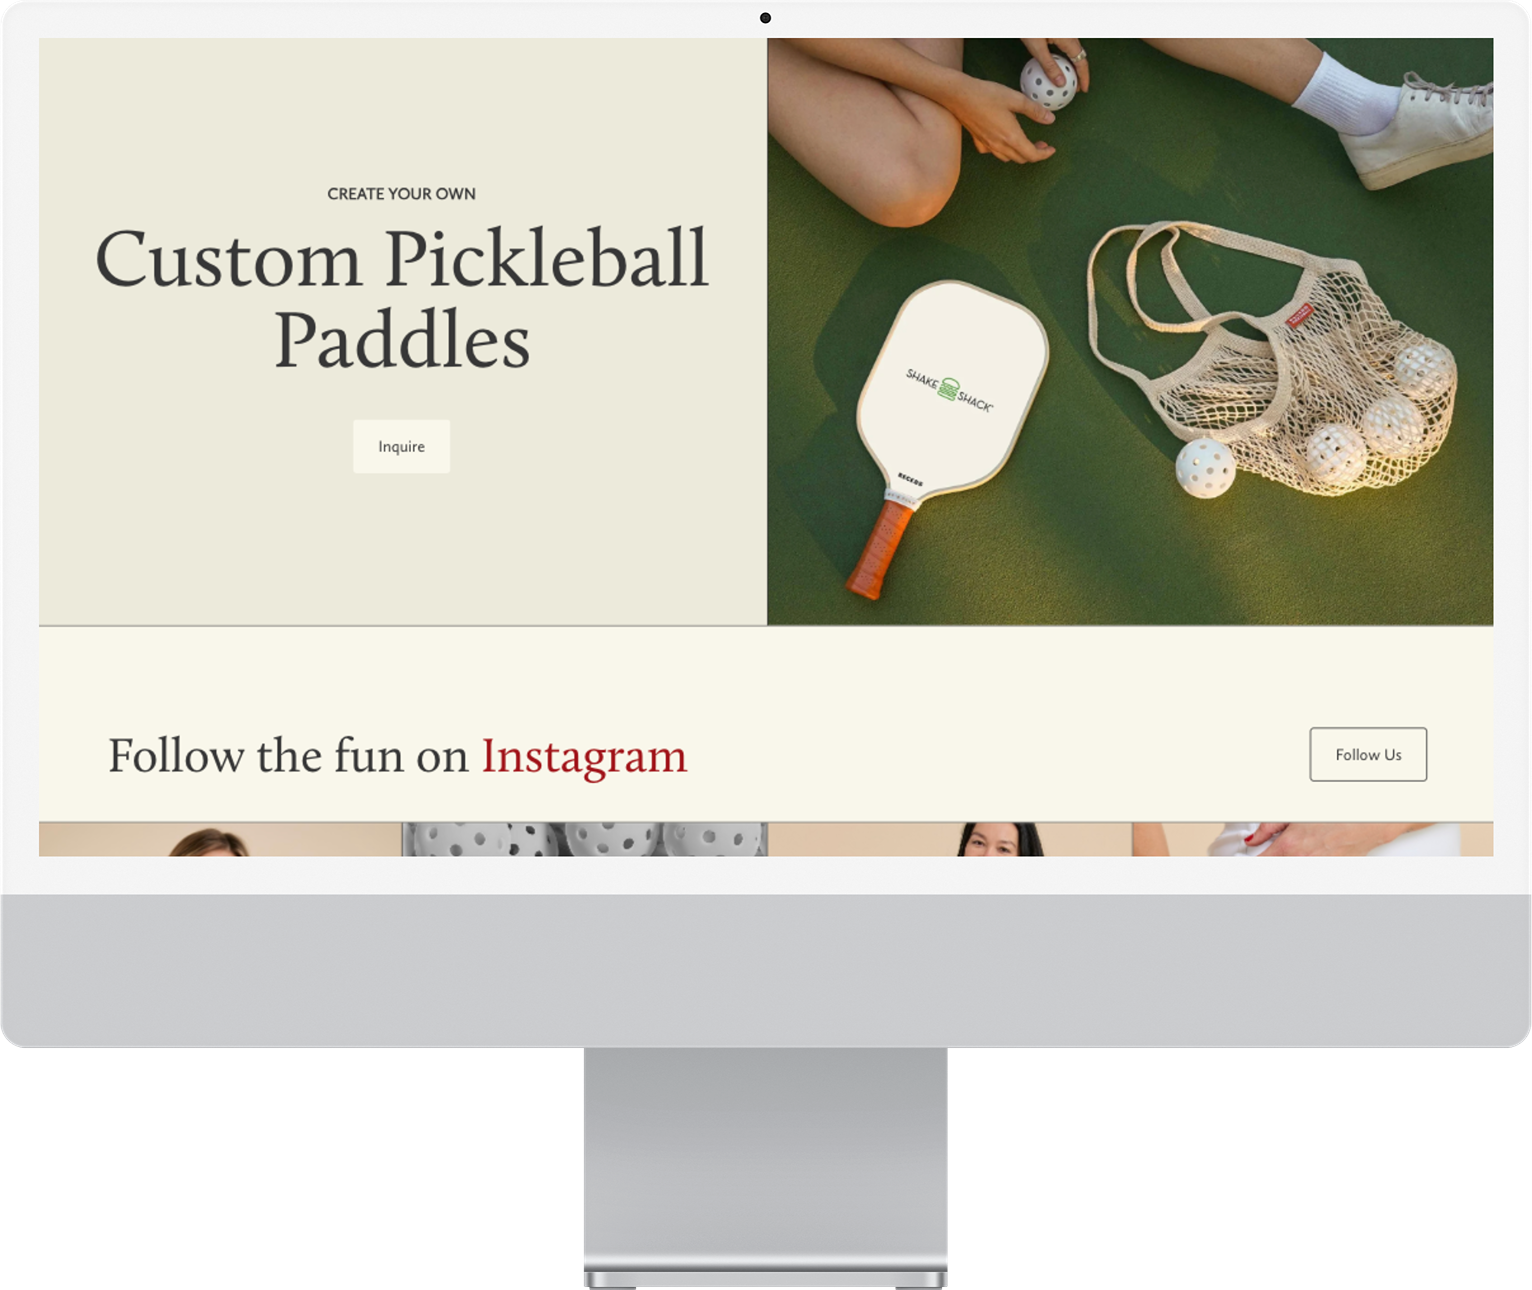 CREATE YOUR OWN
Custom Pickleball
Paddles
Inquire
SHAKE SHACK
RECESS
Follow the fun on Instagram
Follow Us